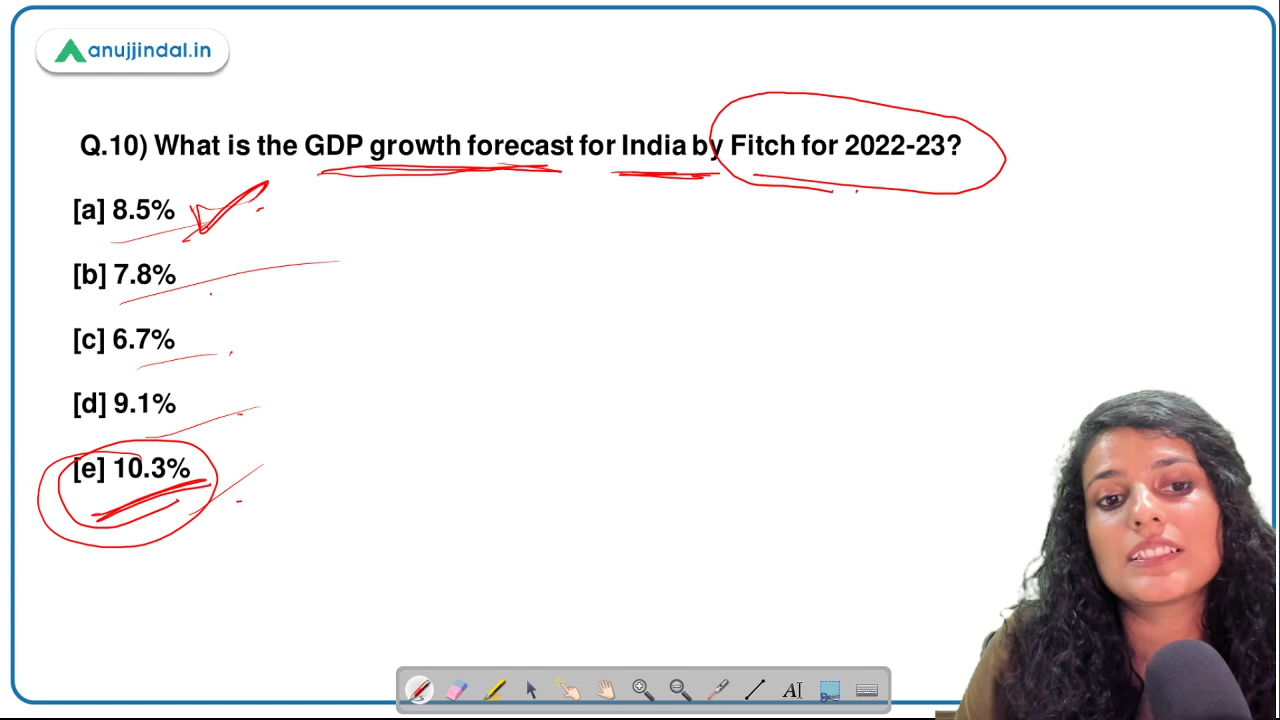 anujjindal.in
Q.10) What is the GDP growth forecast for India by Fitch for 2022-23?
[a] 8.5%
[b] 7.8%
[c] 6.7%
[d] 9.1%
[e] 10.3%